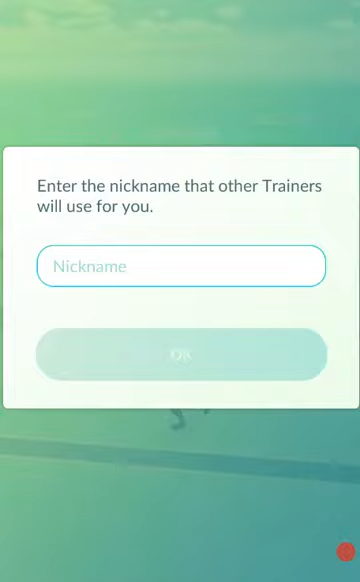 Enter the nickname that other Trainers
will use for you.
Nickname
OK